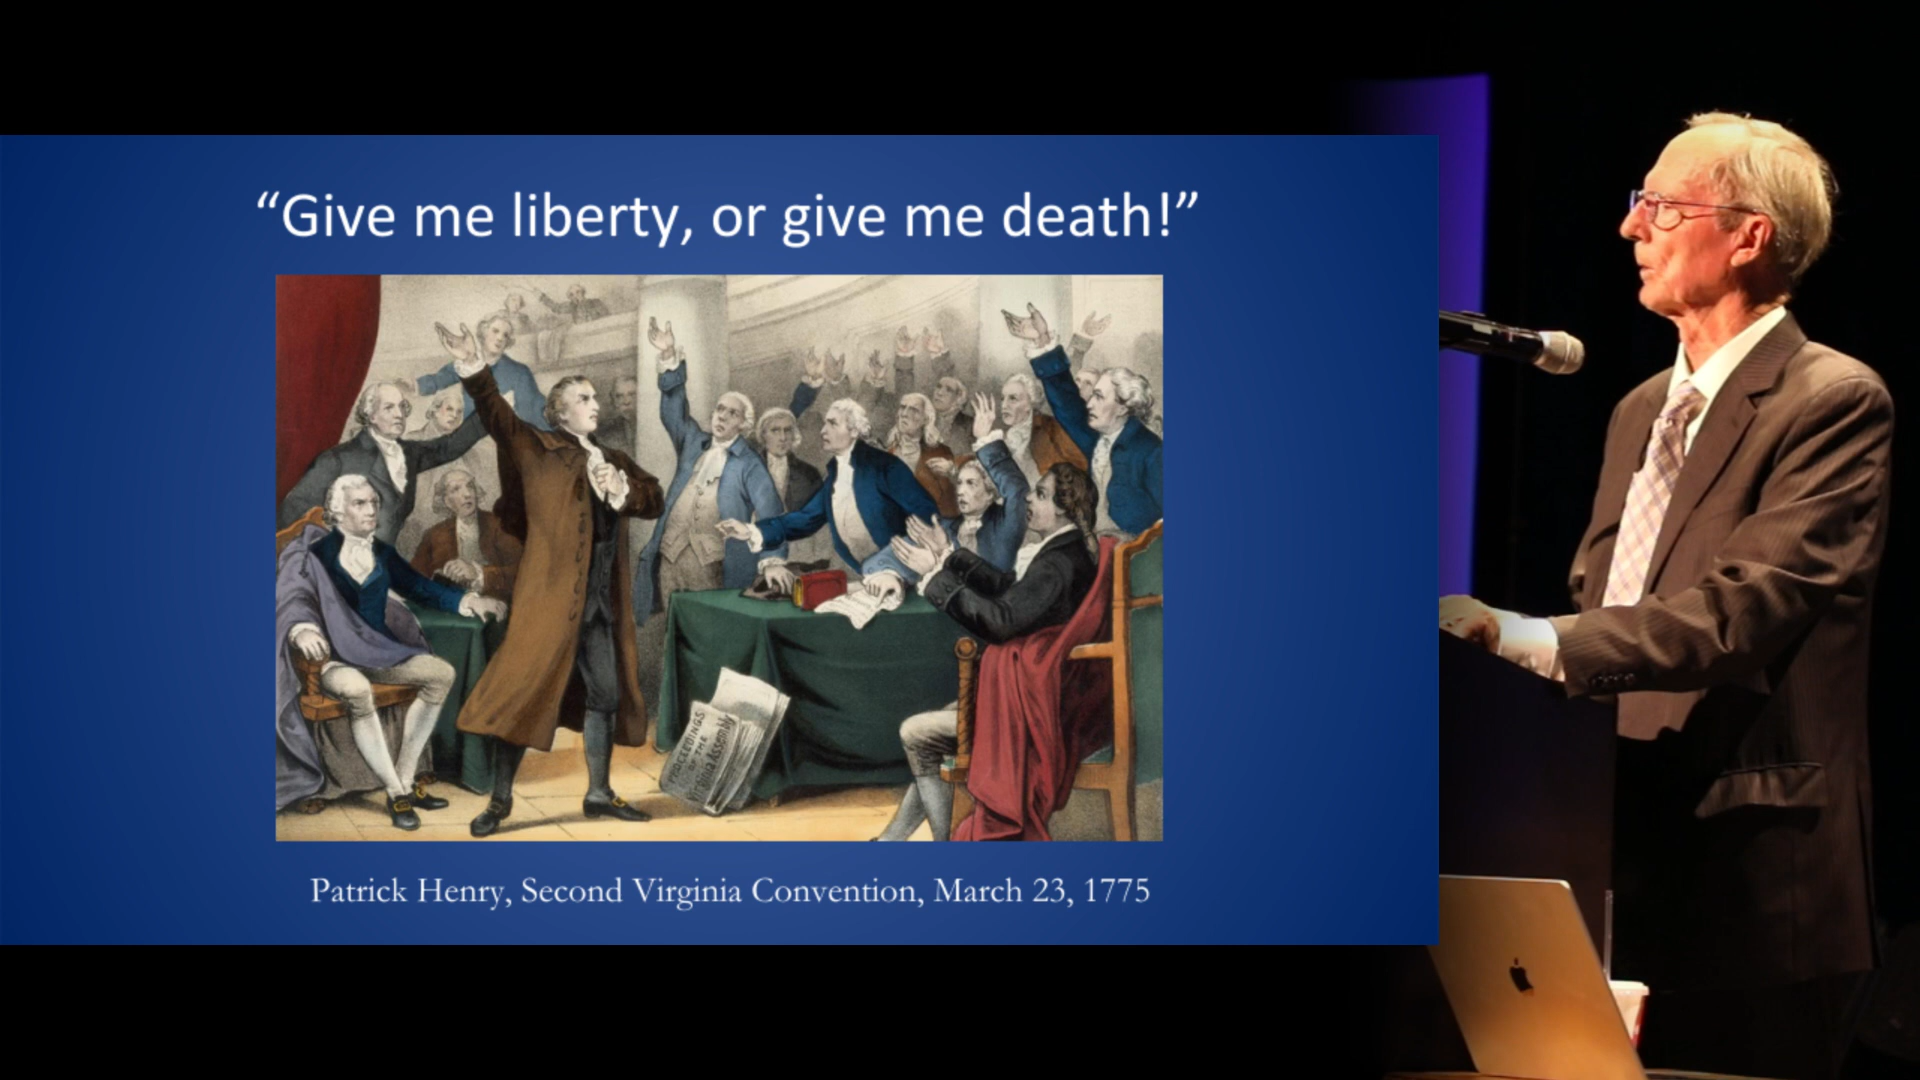 “Give me liberty, or give me death!”
PROCEEDINGS
OF THE
Virginia Assembly
Patrick Henry, Second Virginia Convention, March 23, 1775